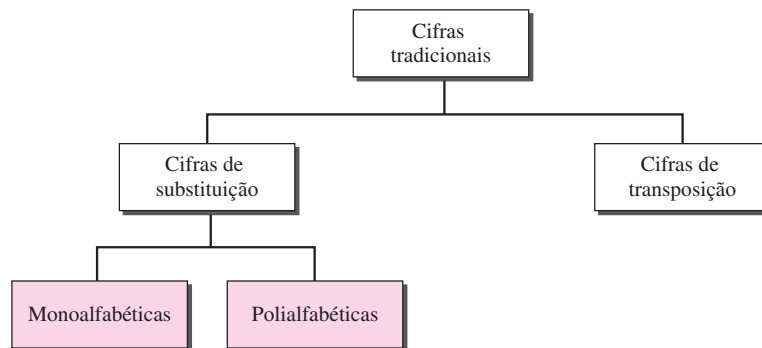 Cifras
tradicionais
Cifras de
substituição
Cifras de
transposição
Monoalfabéticas
Polialfabéticas